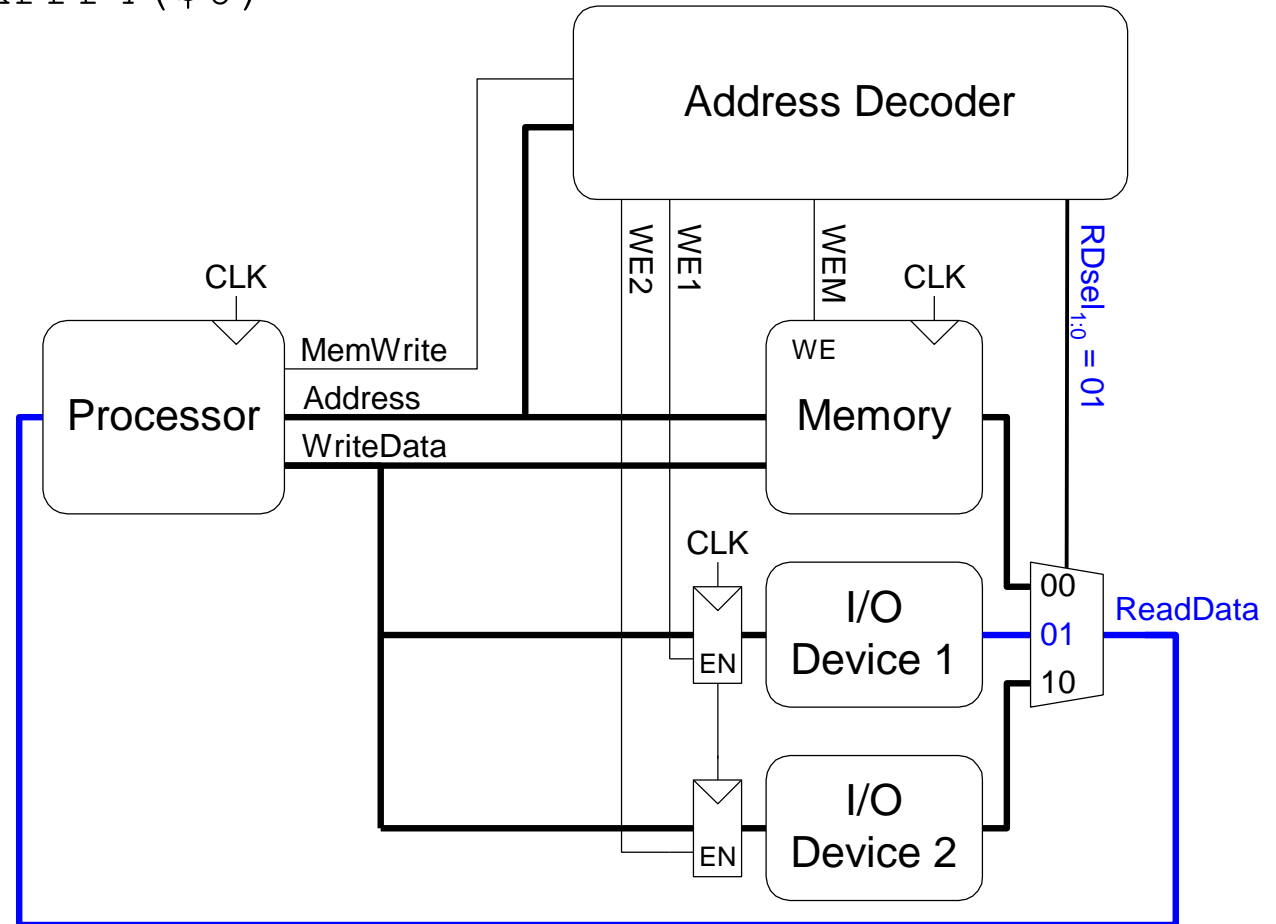 Address Decoder
WE2
WE1
WEM
RDsel1:0 = 01
CLK
CLK
Processor
MemWrite
Address
WriteData
WE
Memory
CLK
EN
I/O
Device 1
00
01
10
ReadData
EN
I/O
Device 2